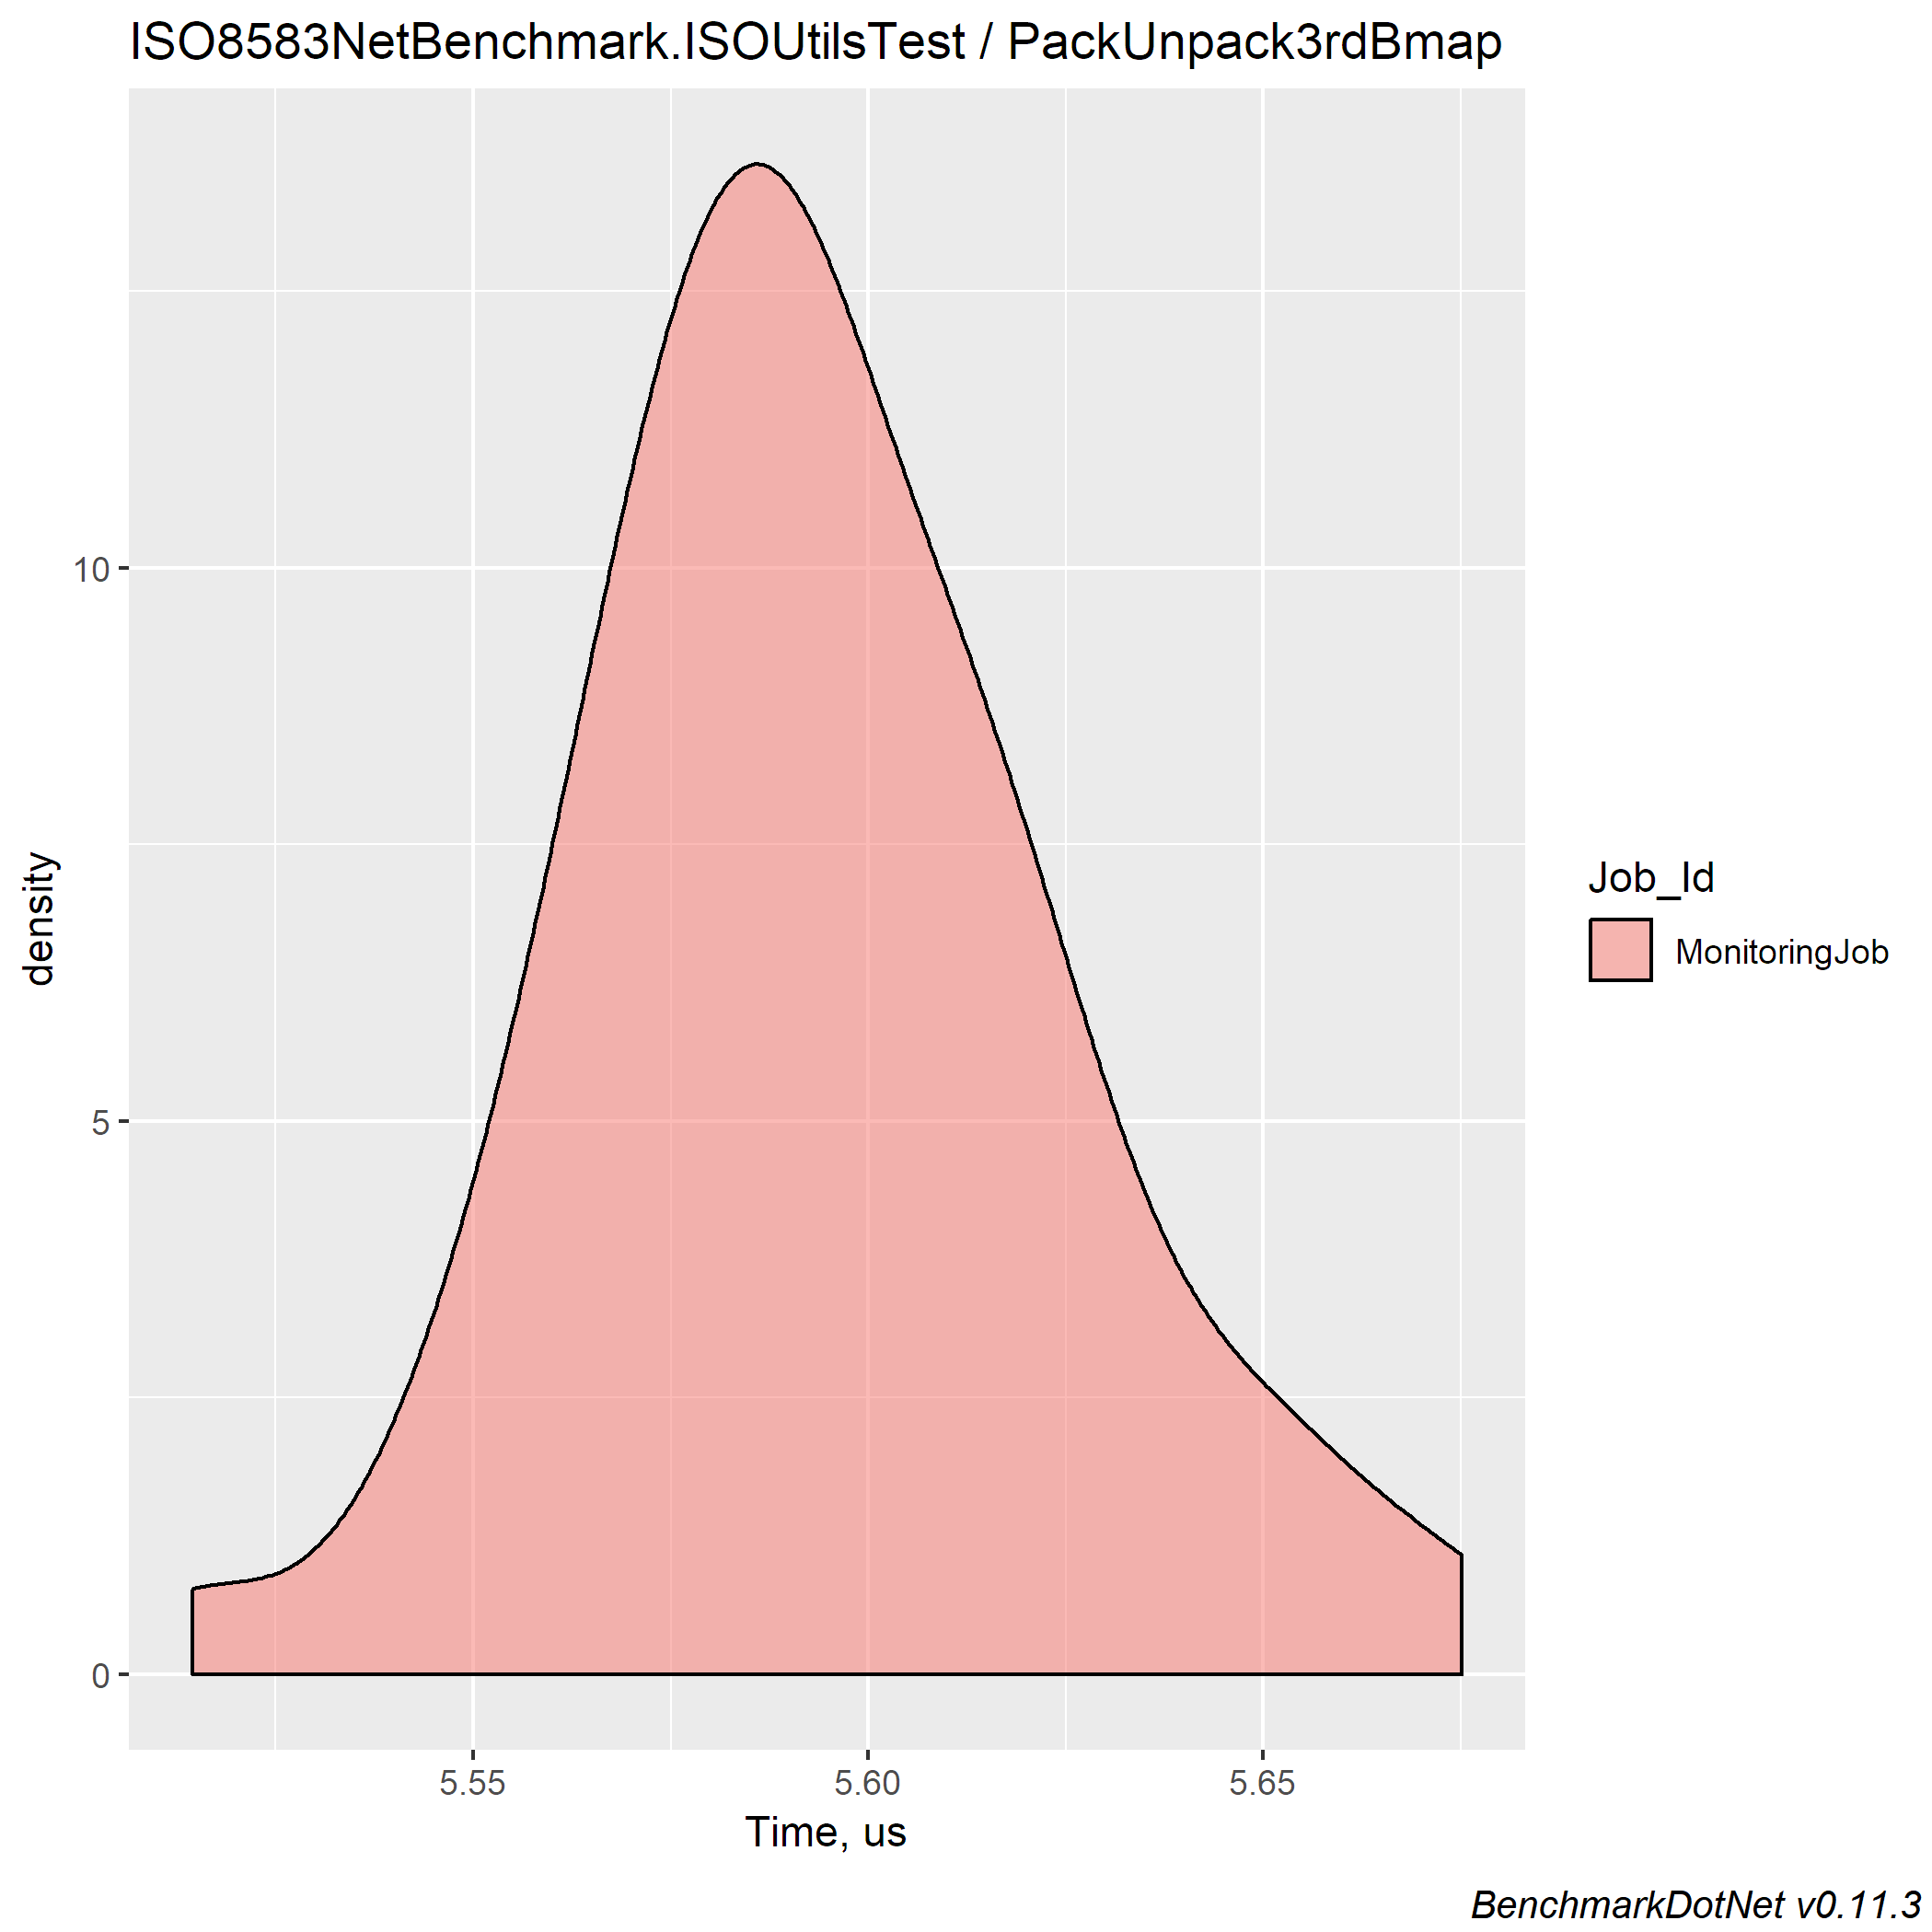 ISO8583NetBenchmark.ISOUtilsTest / PackUnpack3rdBmap
density
10
5
0
5.55 5.60 5.65
Time, us
Job_Id
MonitoringJob
BenchmarkDotNet v0.11.3